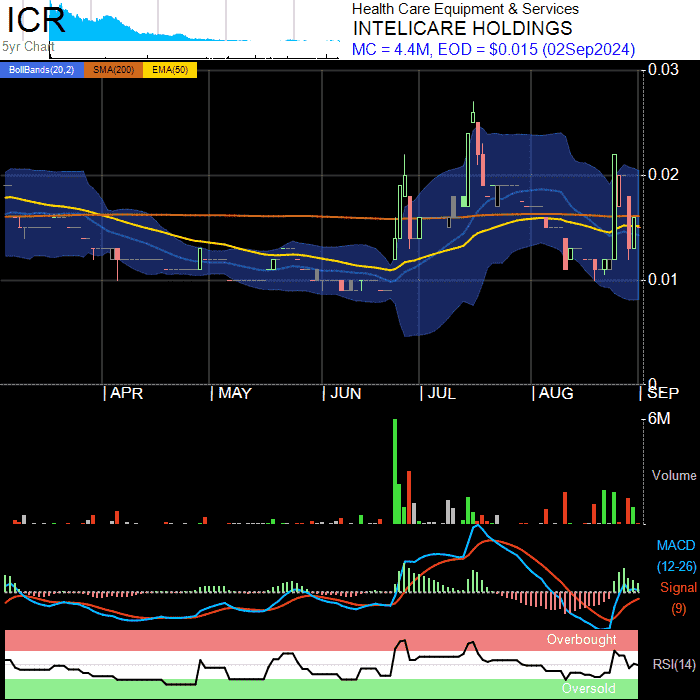 ICR
5yr Chart
Health Care Equipment & Services
INTELICARE HOLDINGS
MC = 4.4M, EOD = $0.015 (02Sep2024)
BollBands(20,2) SMA(200) EMA(50)
0.03
0.02
0.01
0
APR MAY JUN JUL AUG SEP
6M
Volume
MACD
(12-26)
Signal
(9)
Overbought
RSI(14)
Oversold